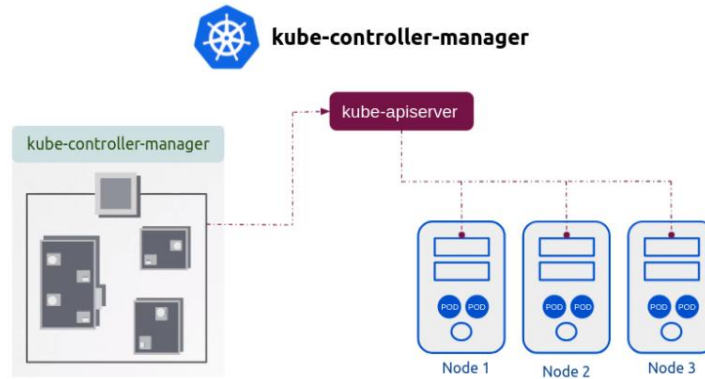 kube-controller-manager
kube-apiserver
kube-controller-manager
POD POD
POD POD
POD POD
Node 1
Node 2
Node 3